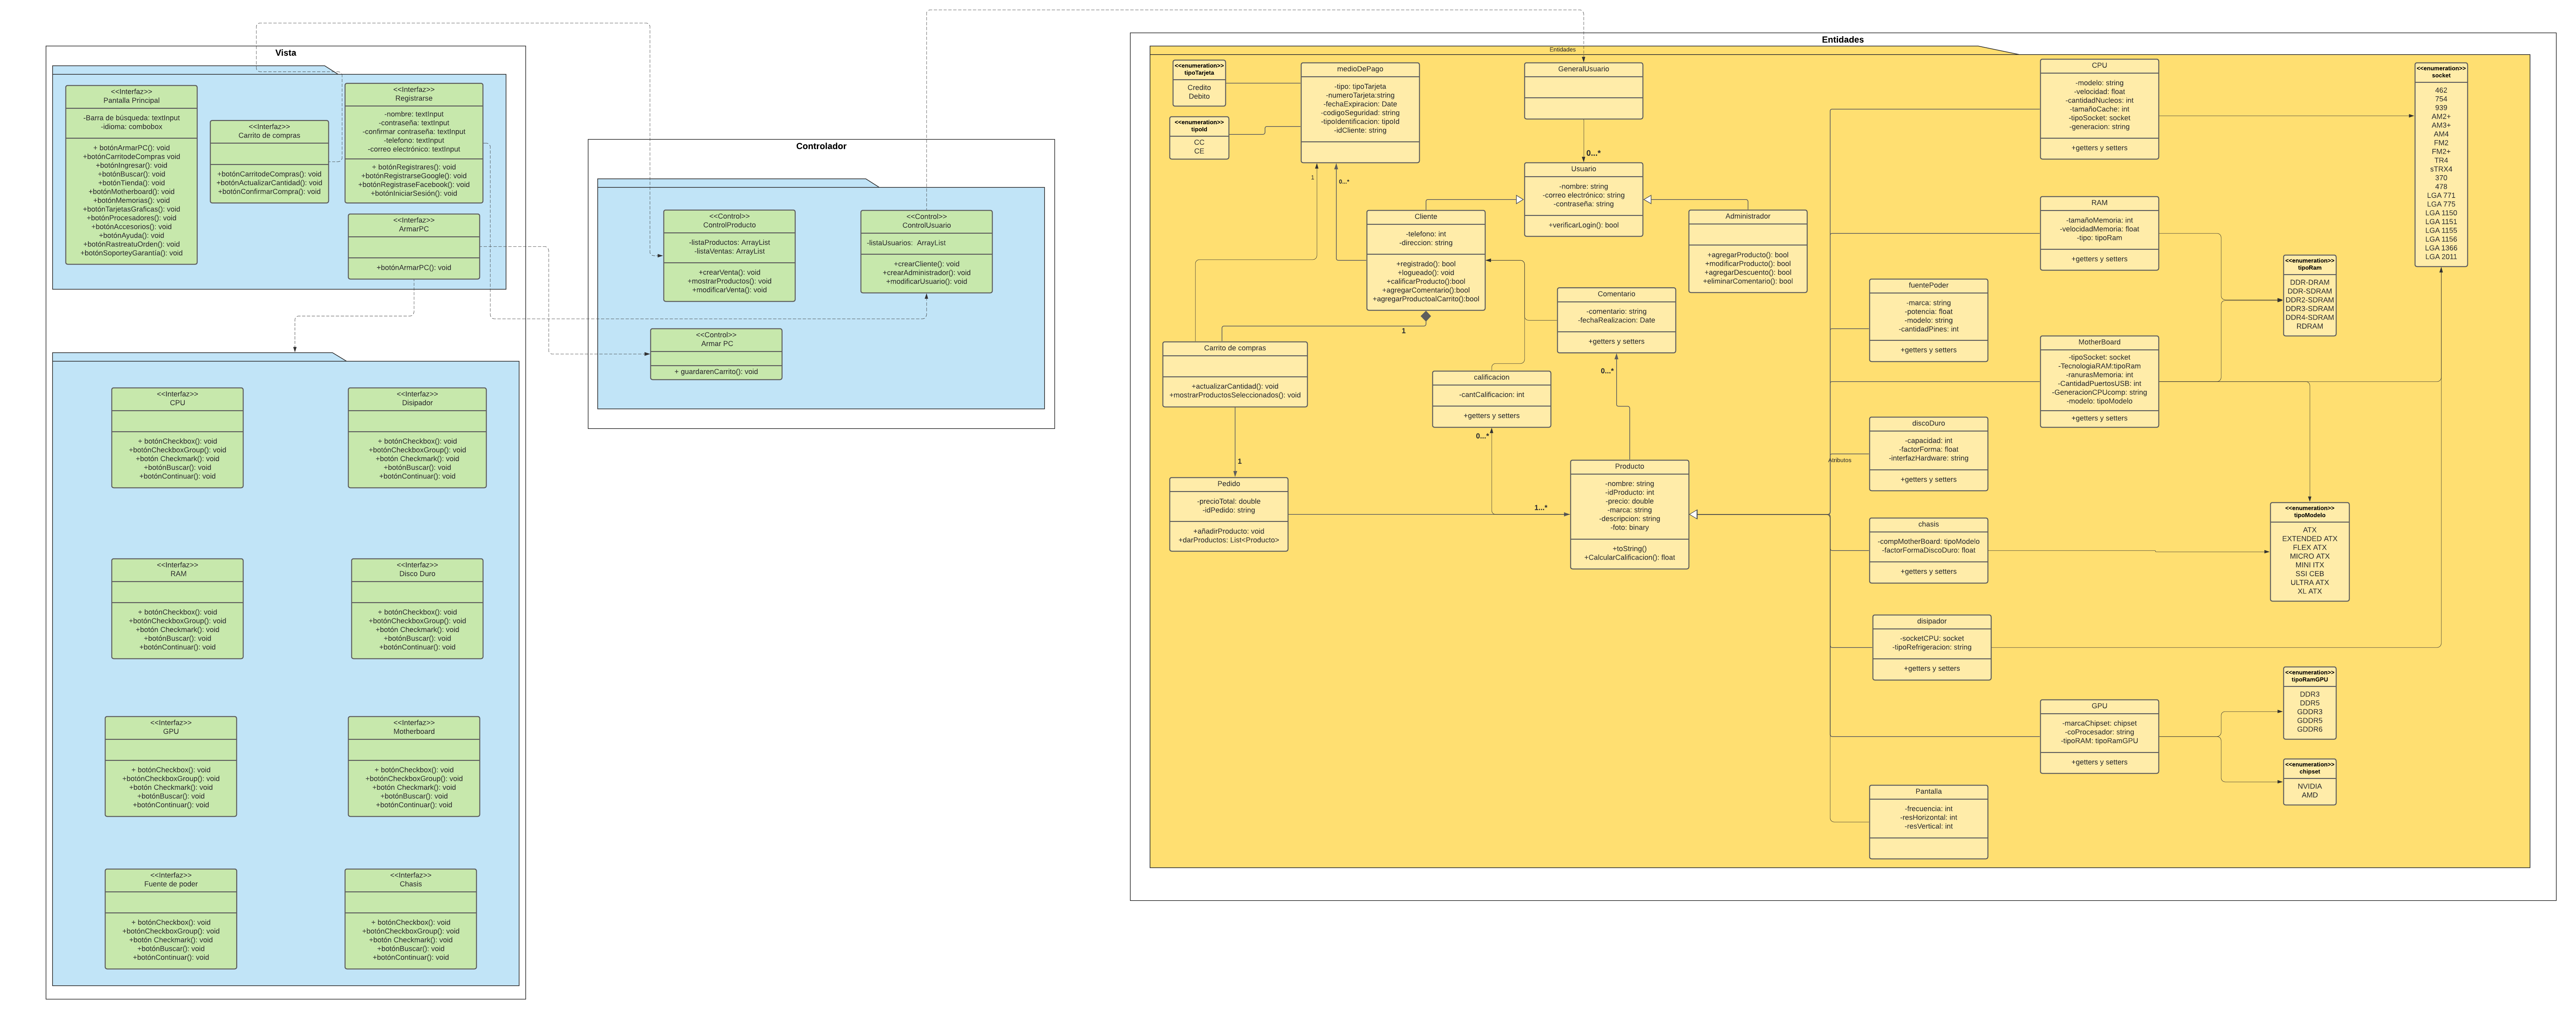 Vista
<<Interfaz>>
Pantalla Principal
-Barra de búsqueda: textInput
-idioma: combobox
+ botónArmarPC(): void
+botónCarritodeCompras void
+botónIngresar(): void
+botónBuscar(): void
+botónTienda(): void
+botónMotherboard(): void
+botónMemorias(): void
+botónTarjetasGraficas(): void
+botónProcesadores(): void
+botónAccesorios(): void
+botónAyuda(): void
+botónRastreatuOrden(): void
+botónSoporteyGarantía(): void
<<Interfaz>>
Carrito de compras
+botónCarritodeCompras(): void
+botónActualizarCantidad(): void
+botónConfirmarCompra(): void
<<Interfaz>>
Registrarse
-nombre: textInput
-contraseña: textInput
-confirmar contraseña: textInput
-telefono: textInput
-correo electrónico: textInput
+ botónRegistrares(): void
+botónRegistrarseGoogle(): void
+botónRegistraseFacebook(): void
+botónIniciarSesión(): void
<<Interfaz>>
ArmarPC
+botónArmarPC(): void
<<Interfaz>>
CPU
+ botónCheckbox(): void
+botónCheckboxGroup(): void
+ botón Checkmark(): void
+botónBuscar(): void
+botónContinuar(): void
<<Interfaz>>
Disipador
+ botónCheckbox(): void
+botónCheckboxGroup(): void
+ botón Checkmark(): void
+botónBuscar(): void
+botónContinuar(): void
<<Interfaz>>
RAM
+ botónCheckbox(): void
+botónCheckboxGroup(): void
+ botón Checkmark(): void
+botónBuscar(): void
+botónContinuar(): void
<<Interfaz>>
Disco Duro
+ botónCheckbox(): void
+botónCheckboxGroup(): void
+ botón Checkmark(): void
+botónBuscar(): void
+botónContinuar(): void
<<Interfaz>>
GPU
+ botónCheckbox(): void
+botónCheckboxGroup(): void
+ botón Checkmark(): void
+botónBuscar(): void
+botónContinuar(): void
<<Interfaz>>
Motherboard
+ botónCheckbox(): void
+botónCheckboxGroup(): void
+ botón Checkmark(): void
+botónBuscar(): void
+botónContinuar(): void
<<Interfaz>>
Fuente de poder
+ botónCheckbox(): void
+botónCheckboxGroup(): void
+ botón Checkmark(): void
+botónBuscar(): void
+botónContinuar(): void
<<Interfaz>>
Chasis
+ botónCheckbox(): void
+botónCheckboxGroup(): void
+ botón Checkmark(): void
+botónBuscar(): void
+botónContinuar(): void
Controlador
<<Control>>
ControlProducto
-listaProductos: ArrayList
-listaVentas: ArrayList
+crearVenta(): void
+mostrarProductos(): void
+modificarVenta(): void
<<Control>>
ControlUsuario
-listaUsuarios:  ArrayList
+crearCliente(): void
+crearAdministrador(): void
+modificarUsuario(): void
<<Control>>
Armar PC
+ guardarenCarrito(): void
Entidades
Entidades
<<enumeration>>
tipoTarjeta
Credito
Debito
<<enumeration>>
tipoId
CC
CE
medioDePago
-tipo: tipoTarjeta
-numeroTarjeta:string
-fechaExpiracion: Date
-codigoSeguridad: string
-tipoIdentificacion: tipoId
-idCliente: string
1
0...*
GeneralUsuario
0...*
Usuario
-nombre: string
-correo electrónico: string
-contraseña: string
+verificarLogin(): bool
Cliente
-telefono: int
-direccion: string
+registrado(): bool
+logueado(): void
+calificarProducto():bool
+agregarComentario():bool
+agregarProductoalCarrito():bool
1
Administrador
+agregarProducto(): bool
+modificarProducto(): bool
+agregarDescuento(): bool
+eliminarComentario(): bool
Comentario
-comentario: string
-fechaRealizacion: Date
+getters y setters
0...*
Carrito de compras
+actualizarCantidad(): void
+mostrarProductosSeleccionados(): void
1
calificacion
-cantCalificacion: int
+getters y setters
0...*
Pedido
-precioTotal: double
-idPedido: string
+añadirProducto: void
+darProductos: List<Producto>
1...*
Producto
-nombre: string
-idProducto: int
-precio: double
-marca: string
-descripcion: string
-foto: binary
+toString()
+CalcularCalificacion(): float
Atributos
CPU
-modelo: string
-velocidad: float
-cantidadNucleos: int
-tamañoCache: int
-tipoSocket: socket
-generacion: string
+getters y setters
RAM
-tamañoMemoria: int
-velocidadMemoria: float
-tipo: tipoRam
+getters y setters
fuentePoder
-marca: string
-potencia: float
-modelo: string
-cantidadPines: int
+getters y setters
MotherBoard
-tipoSocket: socket
-TecnologiaRAM:tipoRam
-ranurasMemoria: int
-CantidadPuertosUSB: int
-GeneracionCPUcomp: string
-modelo: tipoModelo
+getters y setters
discoDuro
-capacidad: int
-factorForma: float
-interfazHardware: string
+getters y setters
chasis
-compMotherBoard: tipoModelo
-factorFormaDiscoDuro: float
+getters y setters
disipador
-socketCPU: socket
-tipoRefrigeracion: string
+getters y setters
GPU
-marcaChipset: chipset
-coProcesador: string
-tipoRAM: tipoRamGPU
+getters y setters
Pantalla
-frecuencia: int
-resHorizontal: int
-resVertical: int
<<enumeration>>
socket
462
754
939
AM2+
AM3+
AM4
FM2
FM2+
TR4
sTRX4
370
478
LGA 771
LGA 775
LGA 1150
LGA 1151
LGA 1155
LGA 1156
LGA 1366
LGA 2011
<<enumeration>>
tipoRam
DDR-DRAM
DDR-SDRAM
DDR2-SDRAM
DDR3-SDRAM
DDR4-SDRAM
RDRAM
<<enumeration>>
tipoModelo
ATX
EXTENDED ATX
FLEX ATX
MICRO ATX
MINI ITX
SSI CEB
ULTRA ATX
XL ATX
<<enumeration>>
tipoRamGPU
DDR3
DDR5
GDDR3
GDDR5
GDDR6
<<enumeration>>
chipset
NVIDIA
AMD